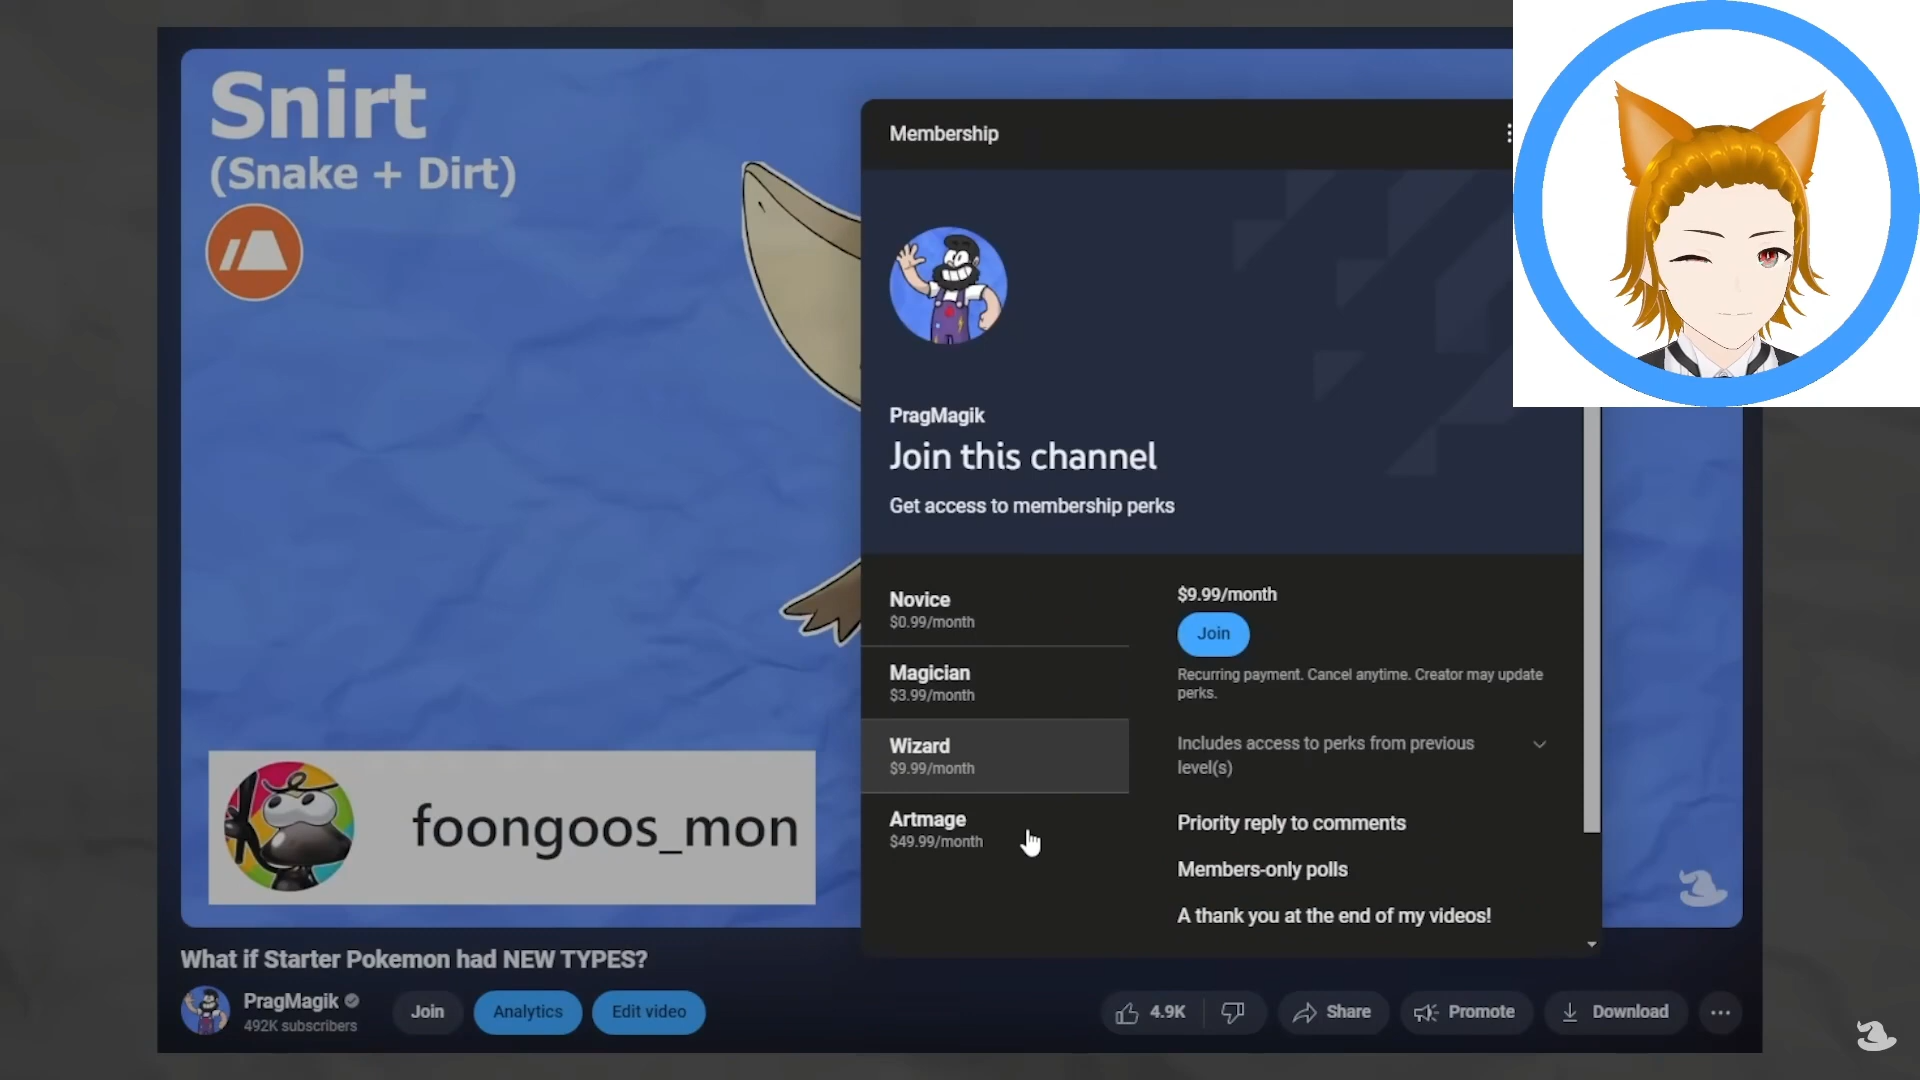 Snirt
(Snake + Dirt)
Membership
PragMagik
Join this channel
Get access to membership perks
Novice
$0.99/month
Magician
$3.99/month
Wizard
$9.99/month
Artmage
$49.99/month
$9.99/month
Join
Recurring payment. Cancel anytime. Creator may update
perks.
Includes access to perks from previous
level(s)
Priority reply to comments
Members-only polls
A thank you at the end of my videos!
foongoos_mon
What if Starter Pokemon had NEW TYPES?
PragMagik
492K subscribers
Join
Analytics
Edit video
4.9K
Share
Promote
Download